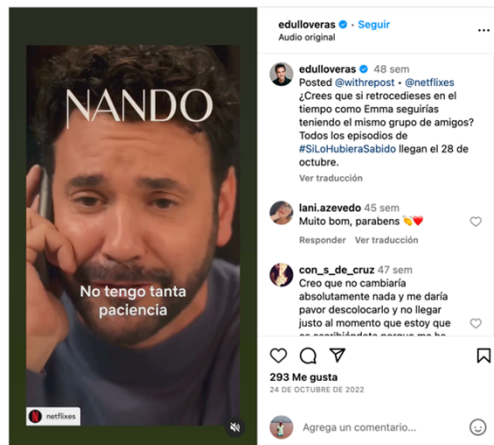 edulloveras • Seguir
Audio original
...
NANDO
No tengo tanta
paciencia
netflixes
edulloveras 48 sem
Posted @withrepost • @netflixes
¿Crees que si retrocedieses en el
tiempo como Emma seguirías
teniendo el mismo grupo de amigos?
Todos los episodios de
#SiLoHubieraSabido llegan el 28 de
octubre.
Ver traducción
lani.azevedo 45 sem
Muito bom, parabens 👏❤️
Responder Ver traducción
con_s_de_cruz 47 sem
Creo que no cambiaría
absolutamente nada y me daría
pavor descolocarlo y no llegar
justo al momento que estoy que
293 Me gusta
24 DE OCTUBRE DE 2022
Agrega un comentario...